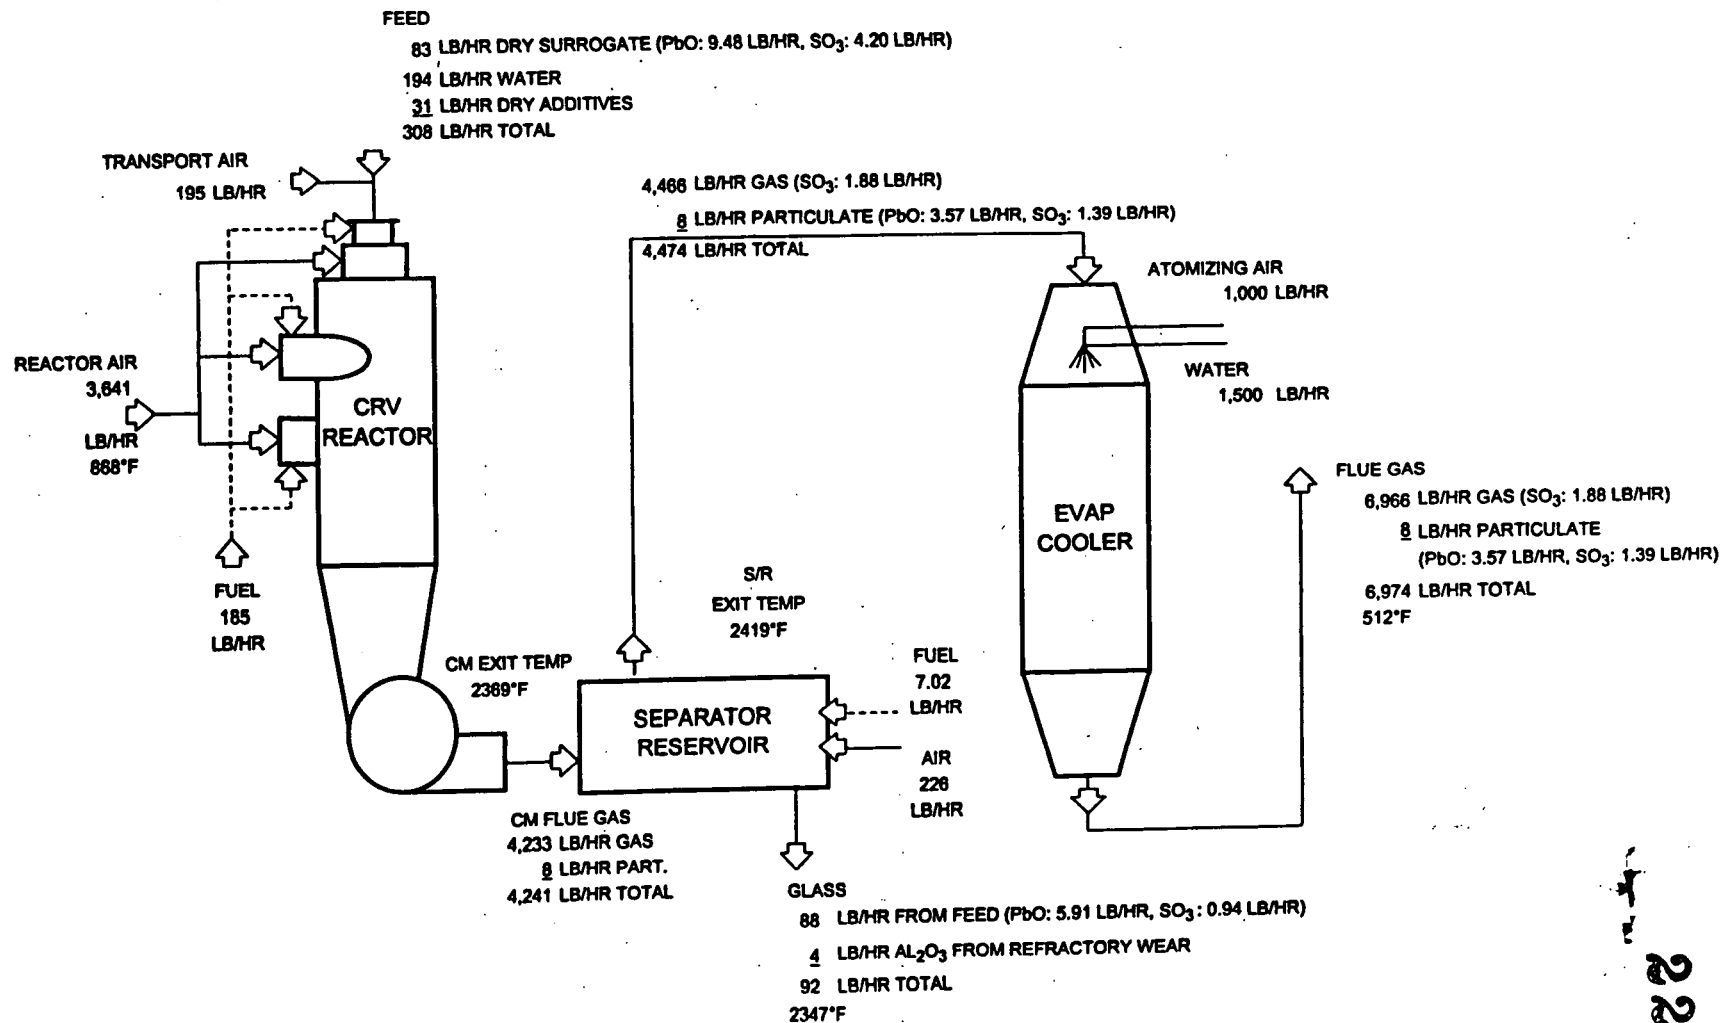 FEED
83 LB/HR DRY SURROGATE (PbO: 9.48 LB/HR, SO3: 4.20 LB/HR)
194 LB/HR WATER
31 LB/HR DRY ADDITIVES
308 LB/HR TOTAL
TRANSPORT AIR
195 LB/HR
4,466 LB/HR GAS (SO3: 1.88 LB/HR)
8 LB/HR PARTICULATE (PbO: 3.57 LB/HR, SO3: 1.39 LB/HR)
4,474 LB/HR TOTAL
ATOMIZING AIR
1,000 LB/HR
WATER
1,500 LB/HR
REACTOR AIR
3,641
LB/HR
868°F
CRV
REACTOR
FUEL
185
LB/HR
EVAP
COOLER
FLUE GAS
6,966 LB/HR GAS (SO3: 1.88 LB/HR)
8 LB/HR PARTICULATE
(PbO: 3.57 LB/HR, SO3: 1.39 LB/HR)
6,974 LB/HR TOTAL
512°F
S/R
EXIT TEMP
2419°F
CM EXIT TEMP
2369°F
SEPARATOR
RESERVOIR
FUEL
7.02
LB/HR
AIR
226
LB/HR
CM FLUE GAS
4,233 LB/HR GAS
8 LB/HR PART.
4,241 LB/HR TOTAL
GLASS
88 LB/HR FROM FEED (PbO: 5.91 LB/HR, SO3: 0.94 LB/HR)
4 LB/HR AL2O3 FROM REFRACTORY WEAR
92 LB/HR TOTAL
2347°F
22